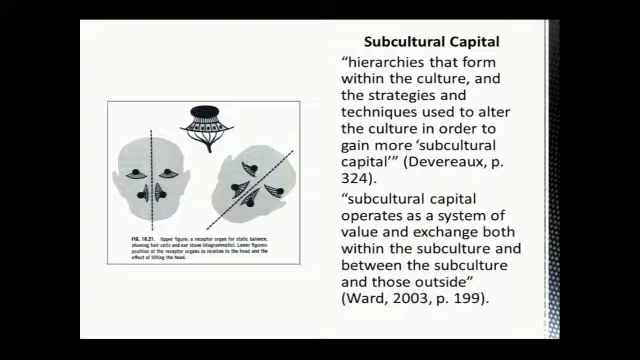 Subcultural Capital
“hierarchies that form
within the culture, and
the strategies and
techniques used to alter
the culture in order to
gain more ‘subcultural
capital’” (Devereaux, p.
324).
“subcultural capital
operates as a system of
value and exchange both
within the subculture and
between the subculture
and those outside”
(Ward, 2003, p. 199).
FIG. 18.21. Upper figure: a receptor organ for static balance,
showing hair cells and ear stone (diagrammatic). Lower figures:
position of the receptor organs in relation to the head and the
effect of tilting the head.